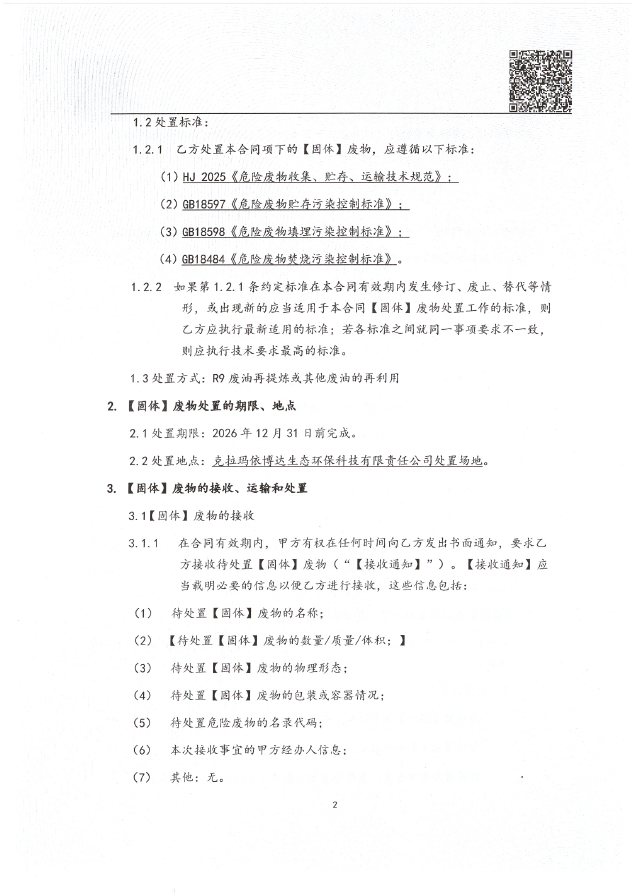 1.2处置标准：
1.2.1 乙方处置本合同项下的【固体】废物，应遵循以下标准：
（1）HJ 2025《危险废物收集、贮存、运输技术规范》；
（2）GB18597《危险废物贮存污染控制标准》；
（3）GB18598《危险废物填埋污染控制标准》；
（4）GB18484《危险废物焚烧污染控制标准》。
1.2.2 如果第1.2.1条约定标准在本合同有效期内发生修订、废止、替代等情
形，或出现新的应当适用于本合同【固体】废物处置工作的标准，则
乙方应执行最新适用的标准；若各标准之间就同一事项要求不一致，
则应执行技术要求最高的标准。
1.3处置方式：R9废油再提炼或其他废油的再利用
2. 【固体】废物处置的期限、地点
2.1处置期限：2026年12月31日前完成。
2.2处置地点：克拉玛依博达生态环保科技有限责任公司处置场地。
3. 【固体】废物的接收、运输和处置
3.1【固体】废物的接收
3.1.1 在合同有效期内，甲方有权在任何时间向乙方发出书面通知，要求乙
方接收待处置【固体】废物（“【接收通知】”）。【接收通知】应
当载明必要的信息以便乙方进行接收，这些信息包括：
（1） 待处置【固体】废物的名称；
（2） 【待处置【固体】废物的数量/质量/体积；】
（3） 待处置【固体】废物的物理形态；
（4） 待处置【固体】废物的包装或容器情况；
（5） 待处置危险废物的名录代码；
（6） 本次接收事宜的甲方经办人信息；
（7） 其他：无。
2